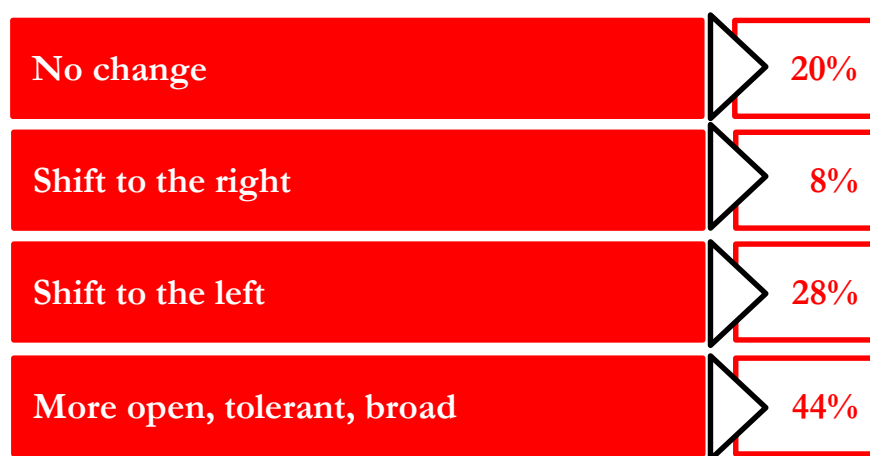 No change 20%
Shift to the right 8%
Shift to the left 28%
More open, tolerant, broad 44%